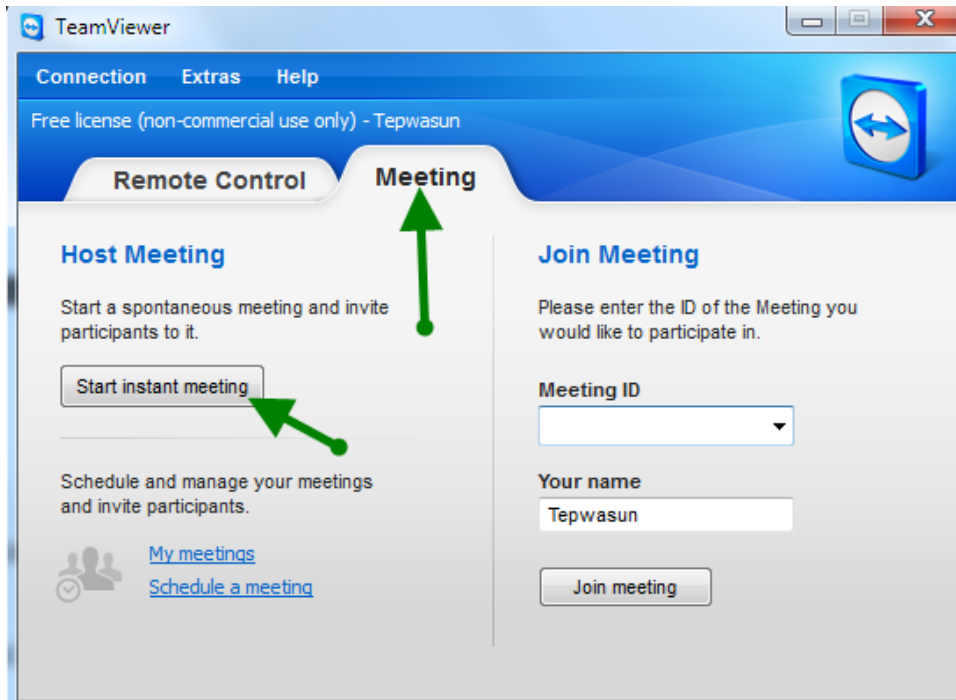 TeamViewer
Connection Extras Help
Free license (non-commercial use only) - Tepwasun
Remote Control Meeting
Host Meeting
Start a spontaneous meeting and invite
participants to it.
Start instant meeting
Schedule and manage your meetings
and invite participants.
My meetings
Schedule a meeting
Join Meeting
Please enter the ID of the Meeting you
would like to participate in.
Meeting ID
Your name
Tepwasun
Join meeting